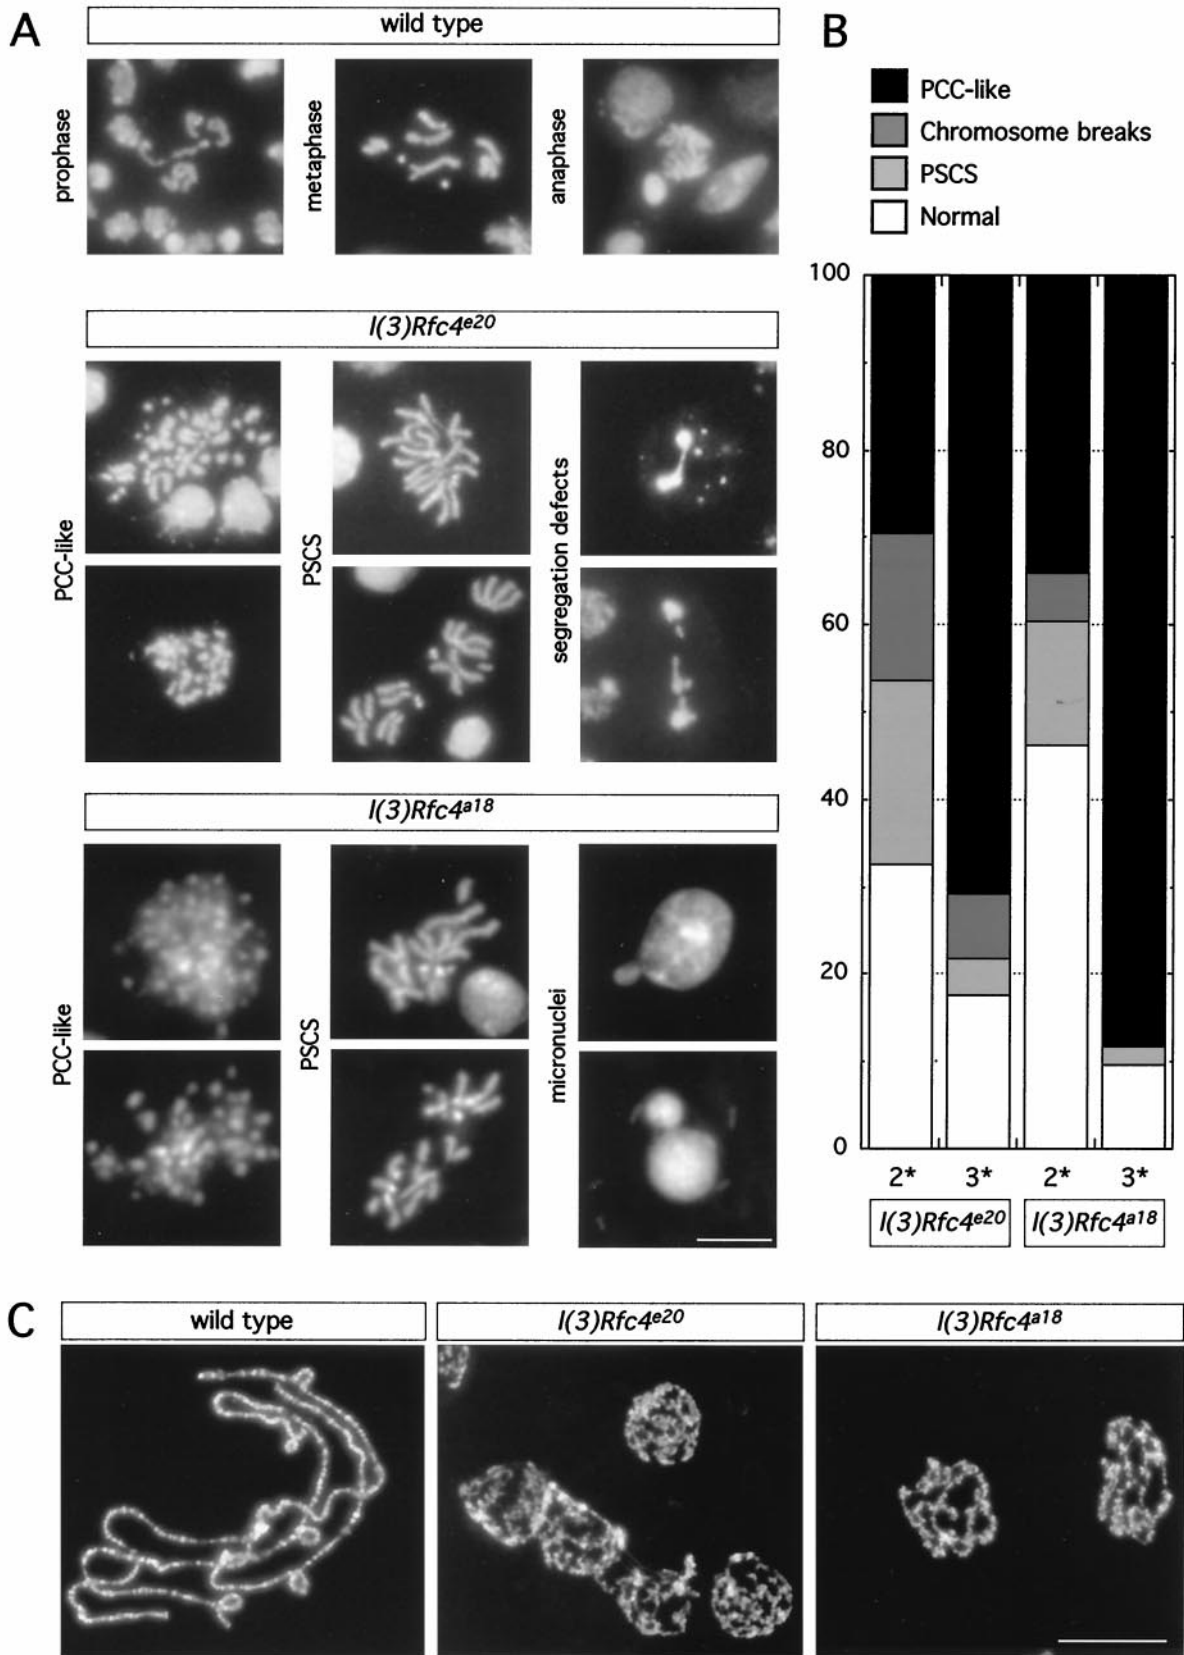 A
wild type
prophase
metaphase
anaphase
l(3)Rfc4e20
PCC-like
PSCS
segregation defects
l(3)Rfc4a18
PCC-like
PSCS
micronuclei
B
PCC-like
Chromosome breaks
PSCS
Normal
100
80
60
40
20
0
2* 3* 2* 3*
l(3)Rfc4e20 l(3)Rfc4a18
C
wild type
l(3)Rfc4e20
l(3)Rfc4a18